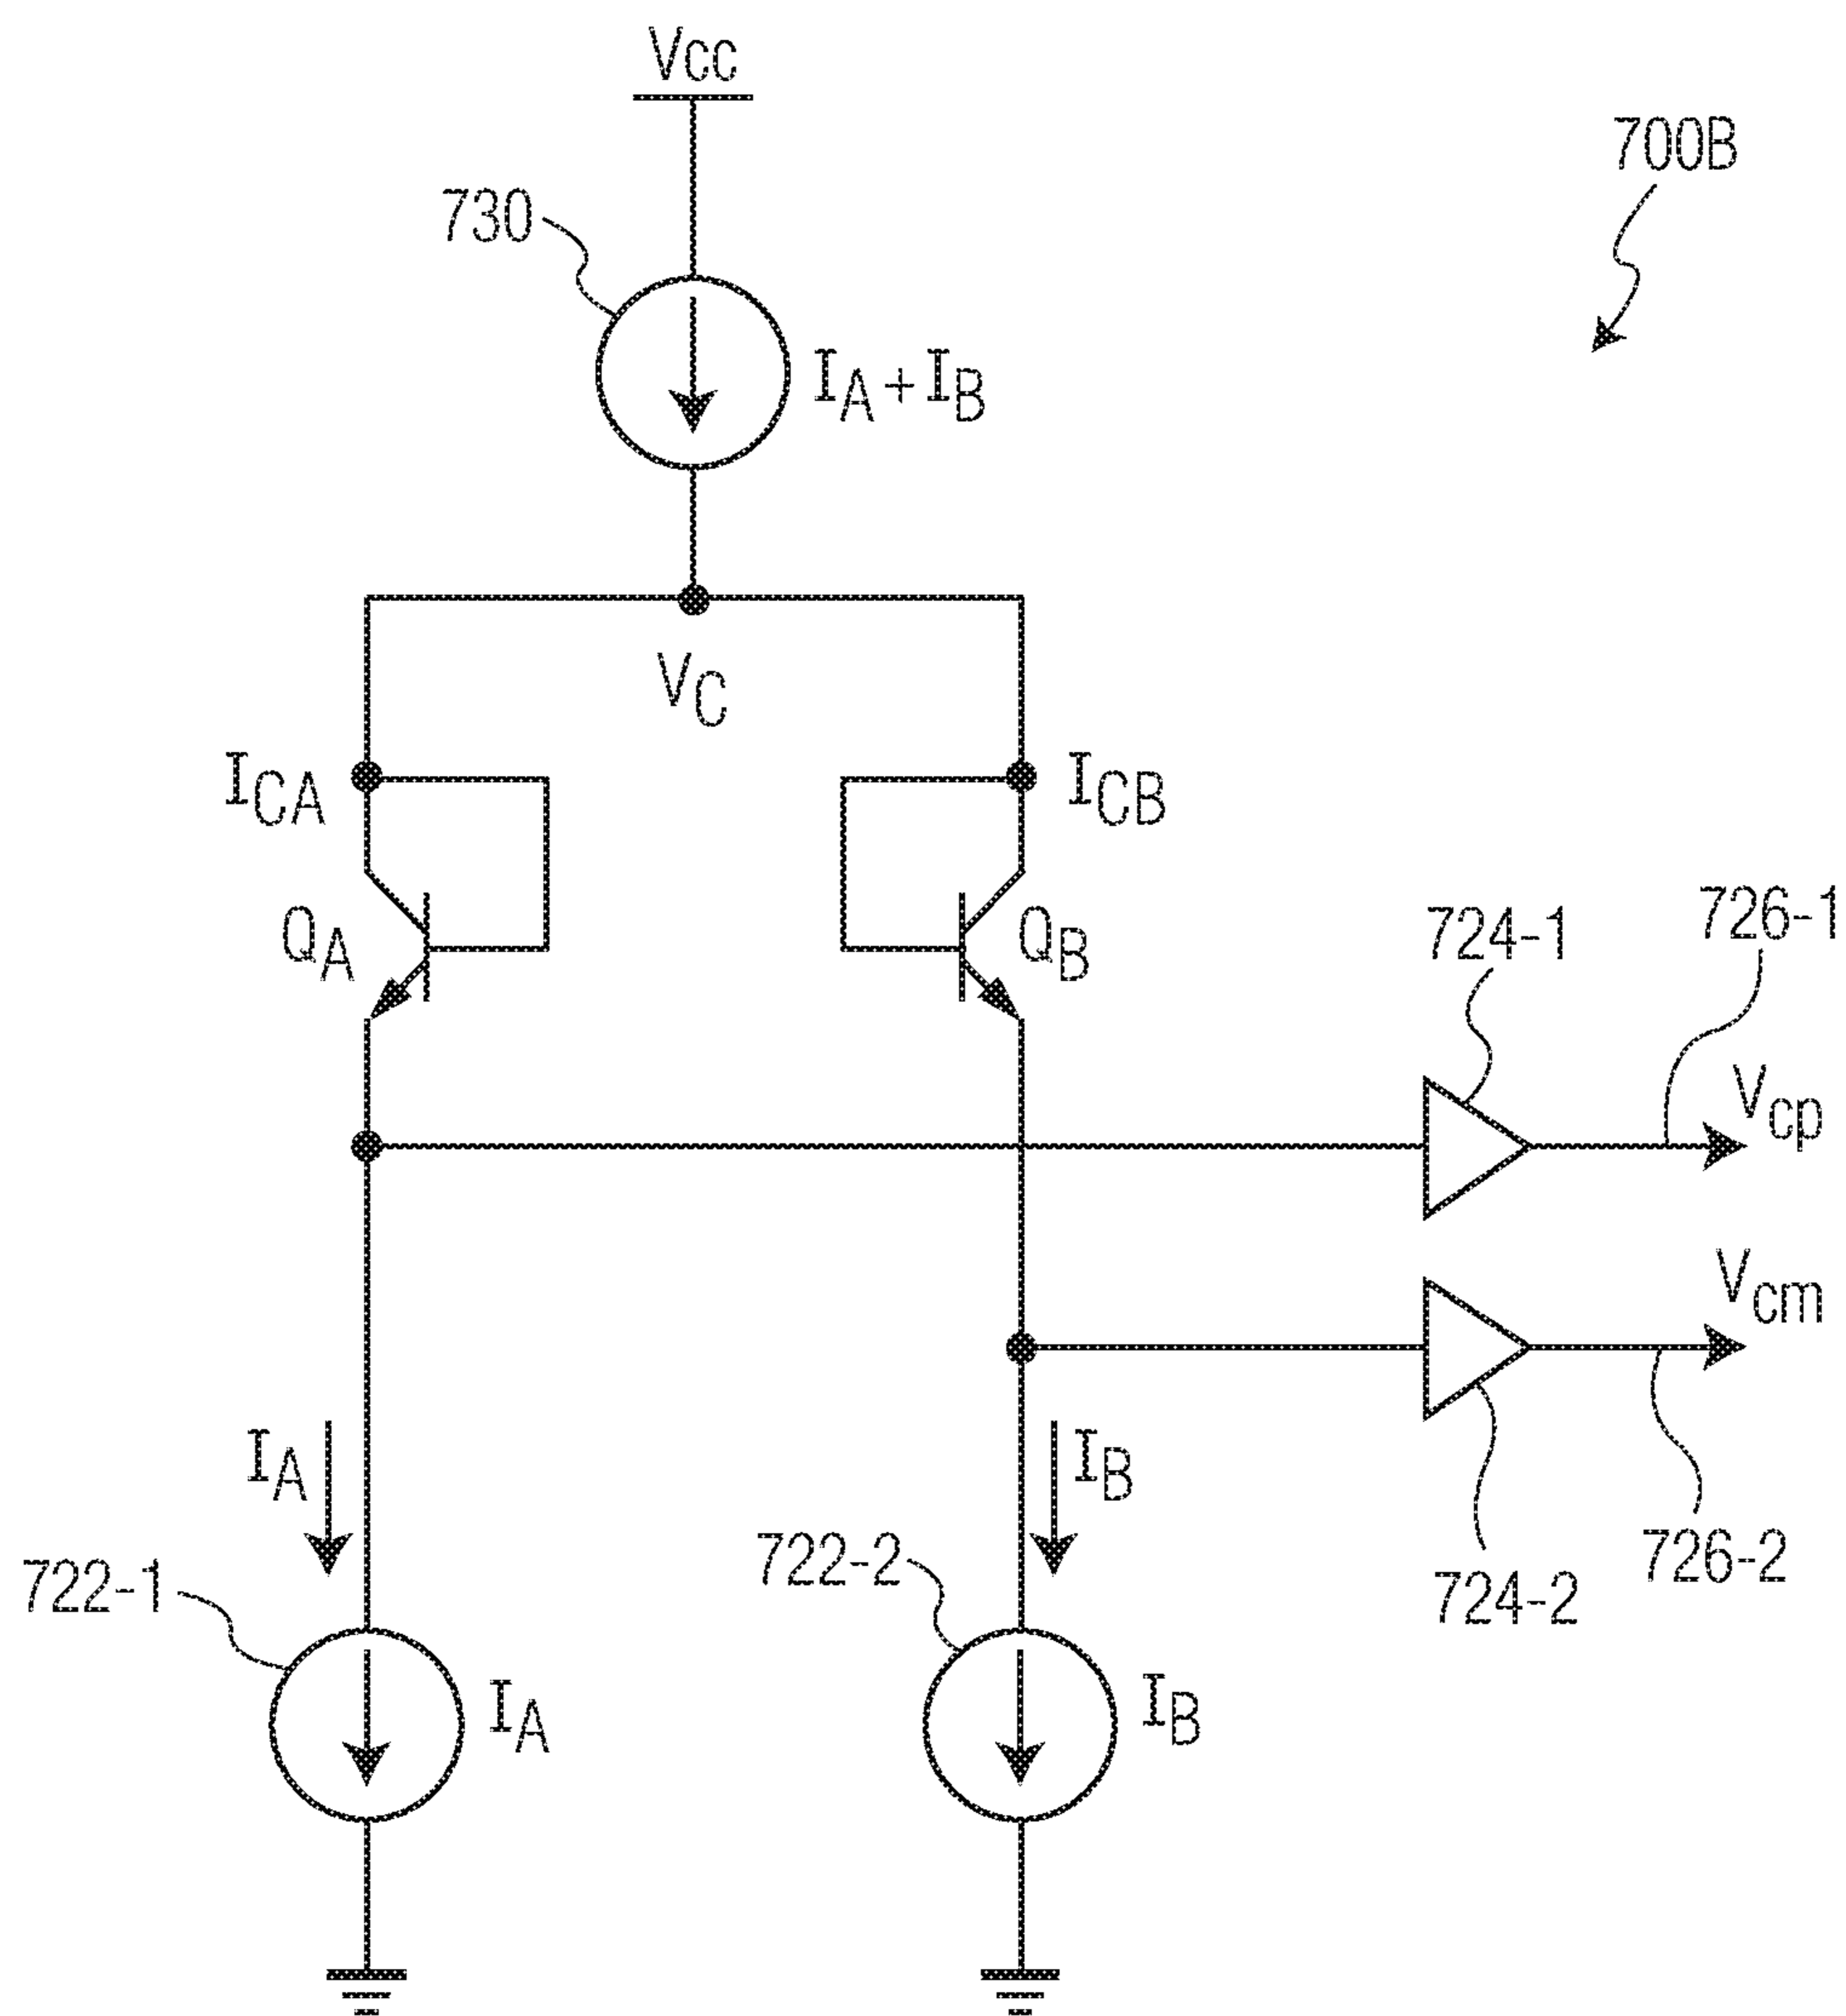 Vcc
700B
730
IA+IB
VC
ICA
ICB
QA
QB
724-1
726-1
Vcp
Vcm
IA
IB
722-1
722-2
724-2
726-2
IA
IB